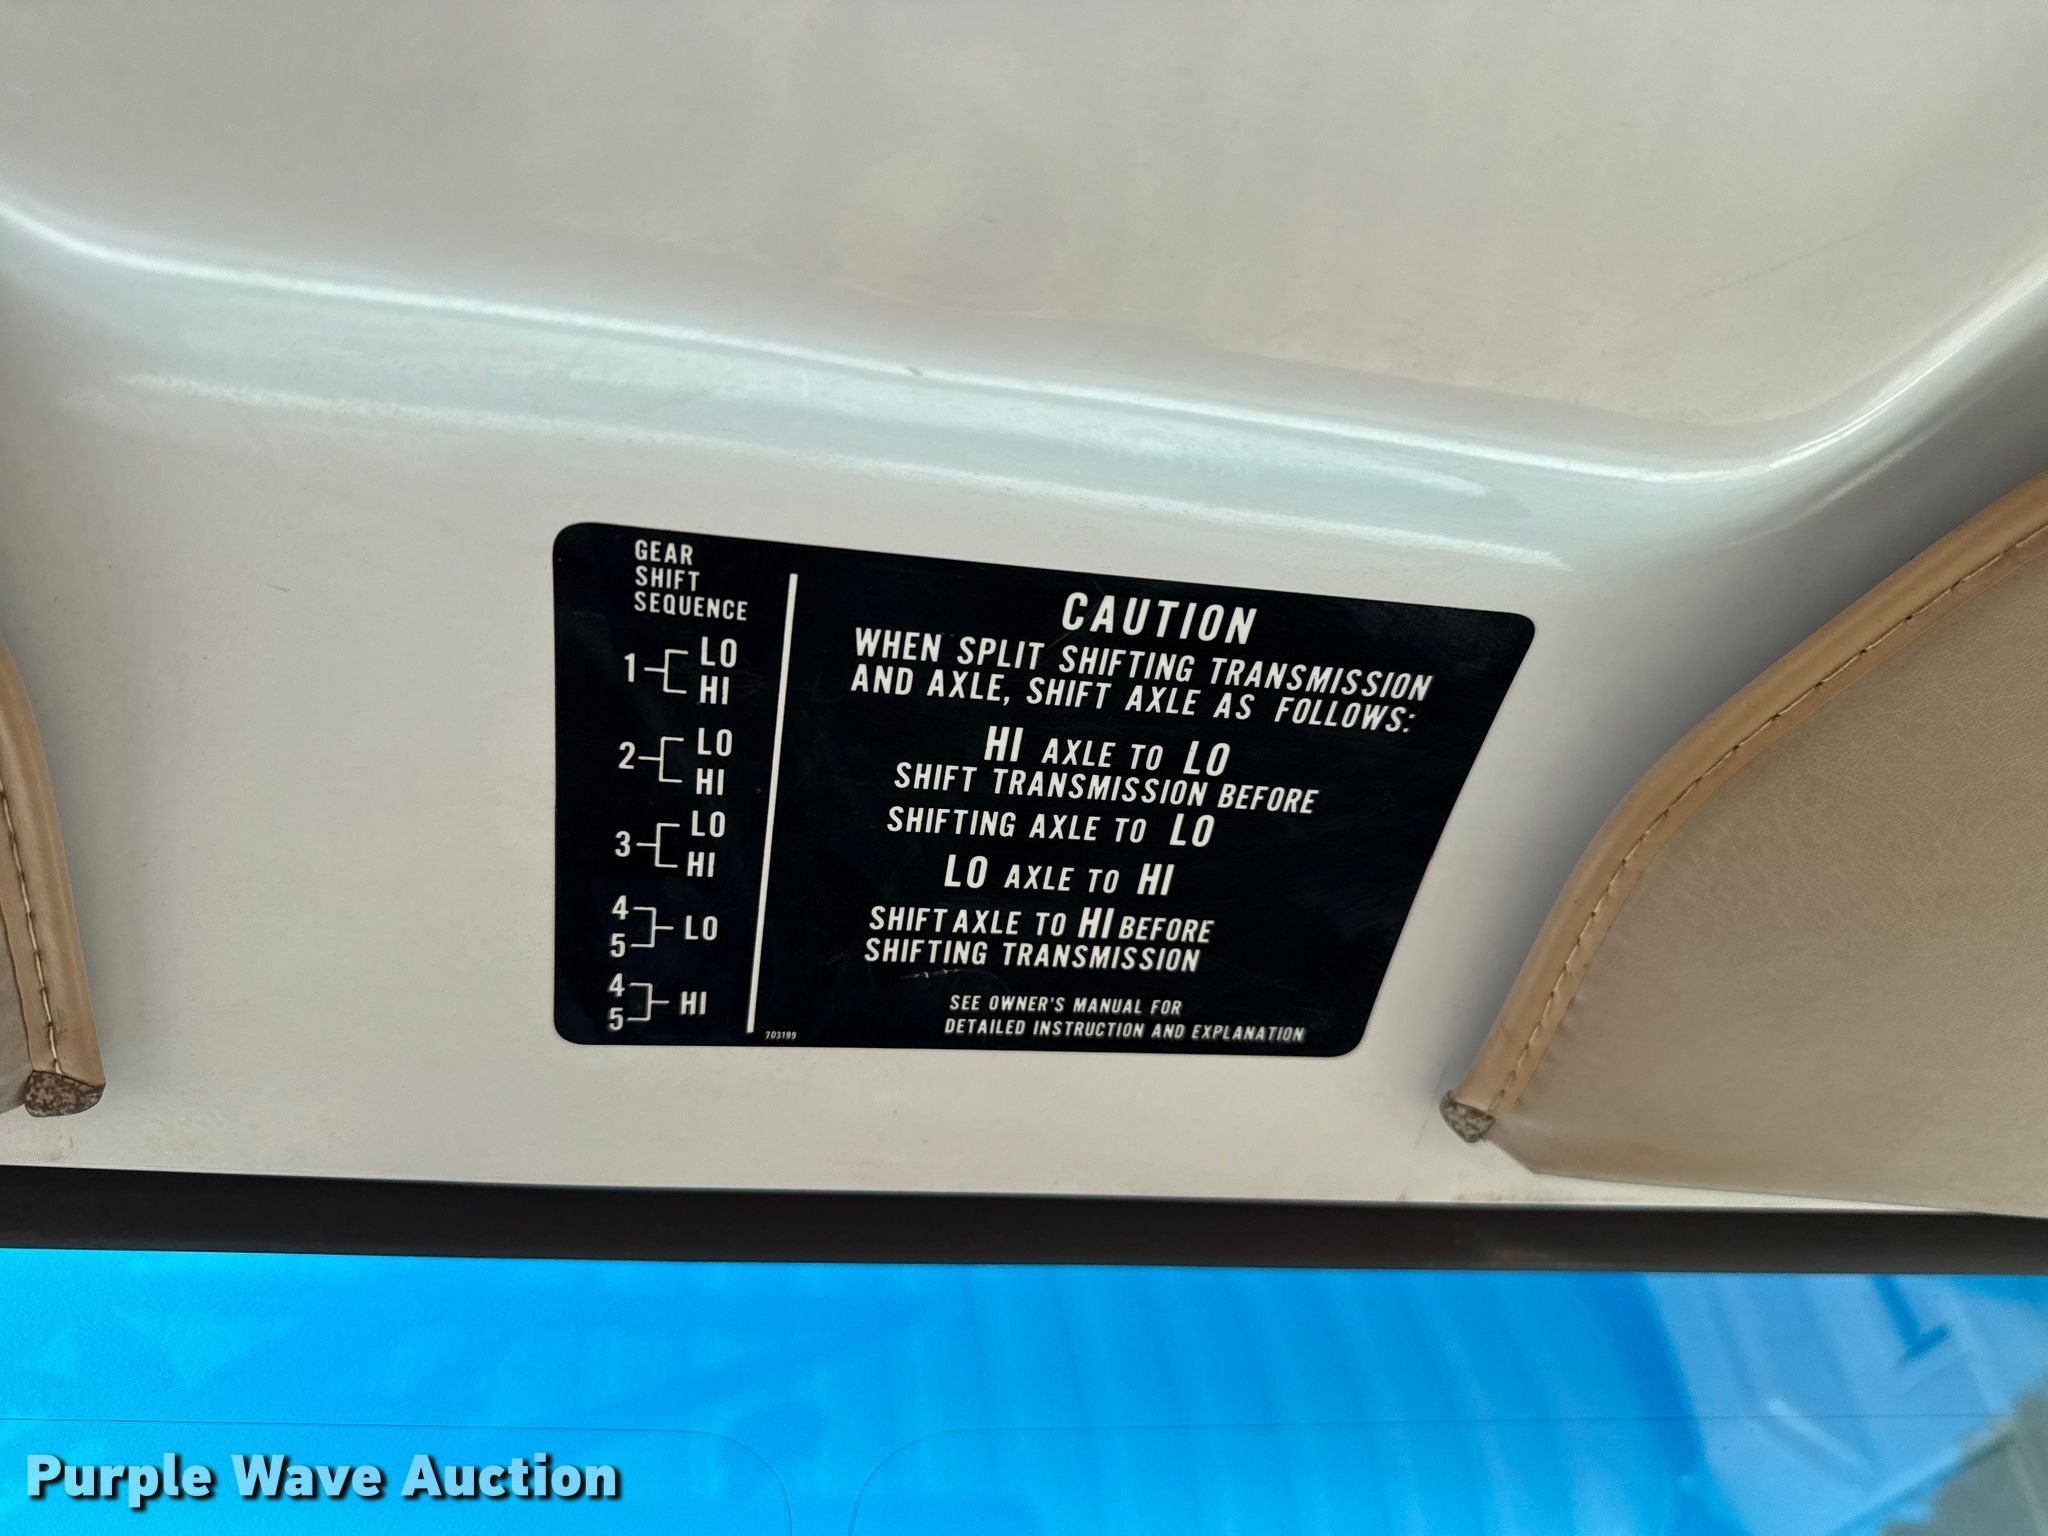 GEAR
SHIFT
SEQUENCE
1 LO
HI
2 LO
HI
3 LO
HI
4
5 LO
4
5 HI
703199
CAUTION
WHEN SPLIT SHIFTING TRANSMISSION
AND AXLE, SHIFT AXLE AS FOLLOWS:
HI AXLE TO LO
SHIFT TRANSMISSION BEFORE
SHIFTING AXLE TO LO
LO AXLE TO HI
SHIFT AXLE TO HI BEFORE
SHIFTING TRANSMISSION
SEE OWNER'S MANUAL FOR
DETAILED INSTRUCTION AND EXPLANATION
Purple Wave Auction